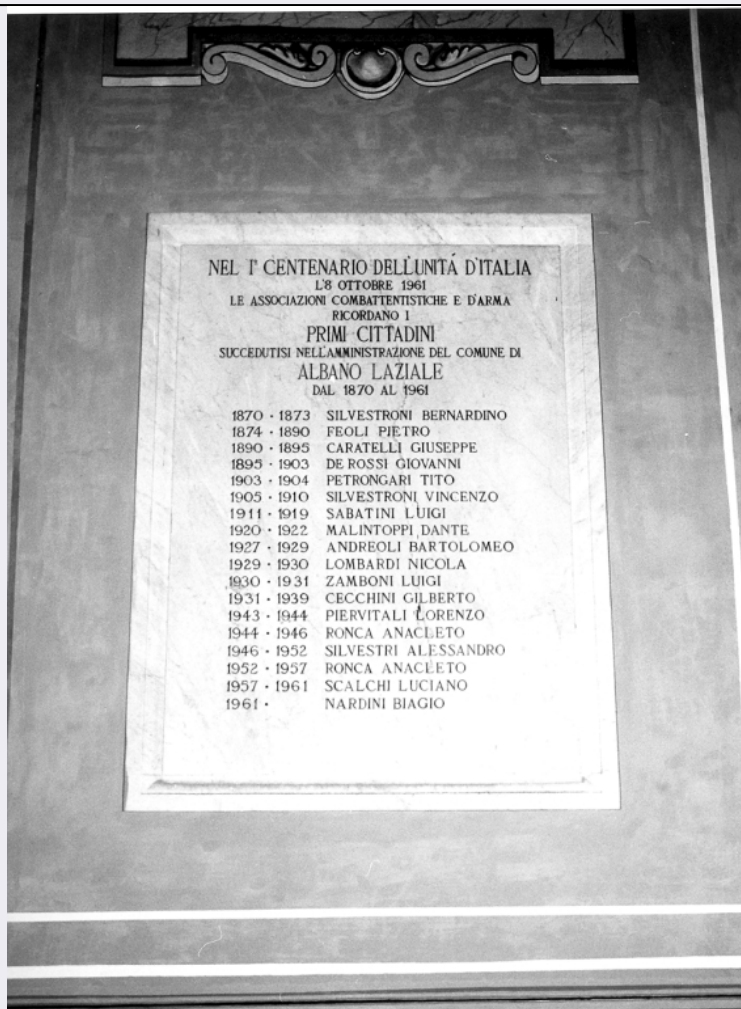 NEL I° CENTENARIO DELL'UNITÁ D'ITALIA
L'8 OTTOBRE 1961
LE ASSOCIAZIONI COMBATTENTISTICHE E D'ARMA
RICORDANO I
PRIMI CITTADINI
SUCCEDUTISI NELL'AMMINISTRAZIONE DEL COMUNE DI
ALBANO LAZIALE
DAL 1870 AL 1961
1870 · 1873 SILVESTRONI BERNARDINO
1874 · 1890 FEOLI PIETRO
1890 · 1895 CARATELLI GIUSEPPE
1895 · 1903 DE ROSSI GIOVANNI
1903 · 1904 PETRONGARI TITO
1905 · 1910 SILVESTRONI VINCENZO
1911 · 1919 SABATINI LUIGI
1920 · 1922 MALINTOPPI DANTE
1927 · 1929 ANDREOLI BARTOLOMEO
1929 · 1930 LOMBARDI NICOLA
1930 · 1931 ZAMBONI LUIGI
1931 · 1939 CECCHINI GILBERTO
1943 · 1944 PIERVITALI LORENZO
1944 · 1946 RONCA ANACLETO
1946 · 1952 SILVESTRI ALESSANDRO
1952 · 1957 RONCA ANACLETO
1957 · 1961 SCALCHI LUCIANO
1961 · NARDINI BIAGIO